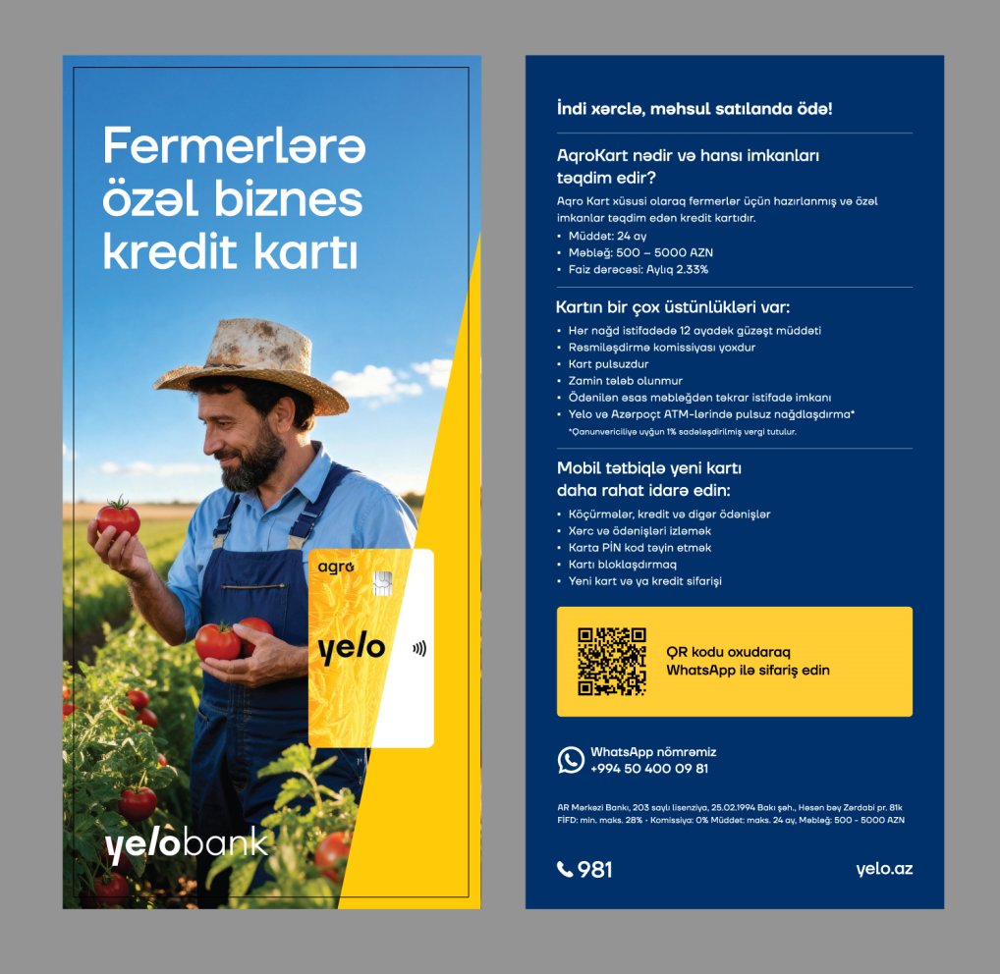 Fermerlərə
özəl biznes
kredit kartı
agro
yelo
yelobank
İndi xərclə, məhsul satılanda ödə!
AqroKart nədir və hansı imkanları
təqdim edir?
Aqro Kart xüsusi olaraq fermerlər üçün hazırlanmış və özəl
imkanlar təqdim edən kredit kartıdır.
• Müddət: 24 ay
• Məbləğ: 500 – 5000 AZN
• Faiz dərəcəsi: Aylıq 2.33%
Kartın bir çox üstünlükləri var:
• Hər nağd istifadədə 12 ayadək güzəşt müddəti
• Rəsmiləşdirmə komissiyası yoxdur
• Kart pulsuzdur
• Zamin tələb olunmur
• Ödənilən əsas məbləğdən təkrar istifadə imkanı
• Yelo və Azərpoçt ATM-lərində pulsuz nağdlaşdırma*
*Qanunvericiliyə uyğun 1% sadələşdirilmiş vergi tutulur.
Mobil tətbiqlə yeni kartı
daha rahat idarə edin:
• Köçürmələr, kredit və digər ödənişlər
• Xərc və ödənişləri izləmək
• Karta PİN kod təyin etmək
• Kartı bloklaşdırmaq
• Yeni kart və ya kredit sifarişi
QR kodu oxudaraq
WhatsApp ilə sifariş edin
WhatsApp nömrəmiz
+994 50 400 09 81
AR Mərkəzi Bankı, 203 saylı lisenziya, 25.02.1994 Bakı şəh., Həsən bəy Zərdabi pr. 81k
FİFD: min. maks. 28% - Komissiya: 0% Müddət: maks. 24 ay, Məbləğ: 500 - 5000 AZN
981
yelo.az